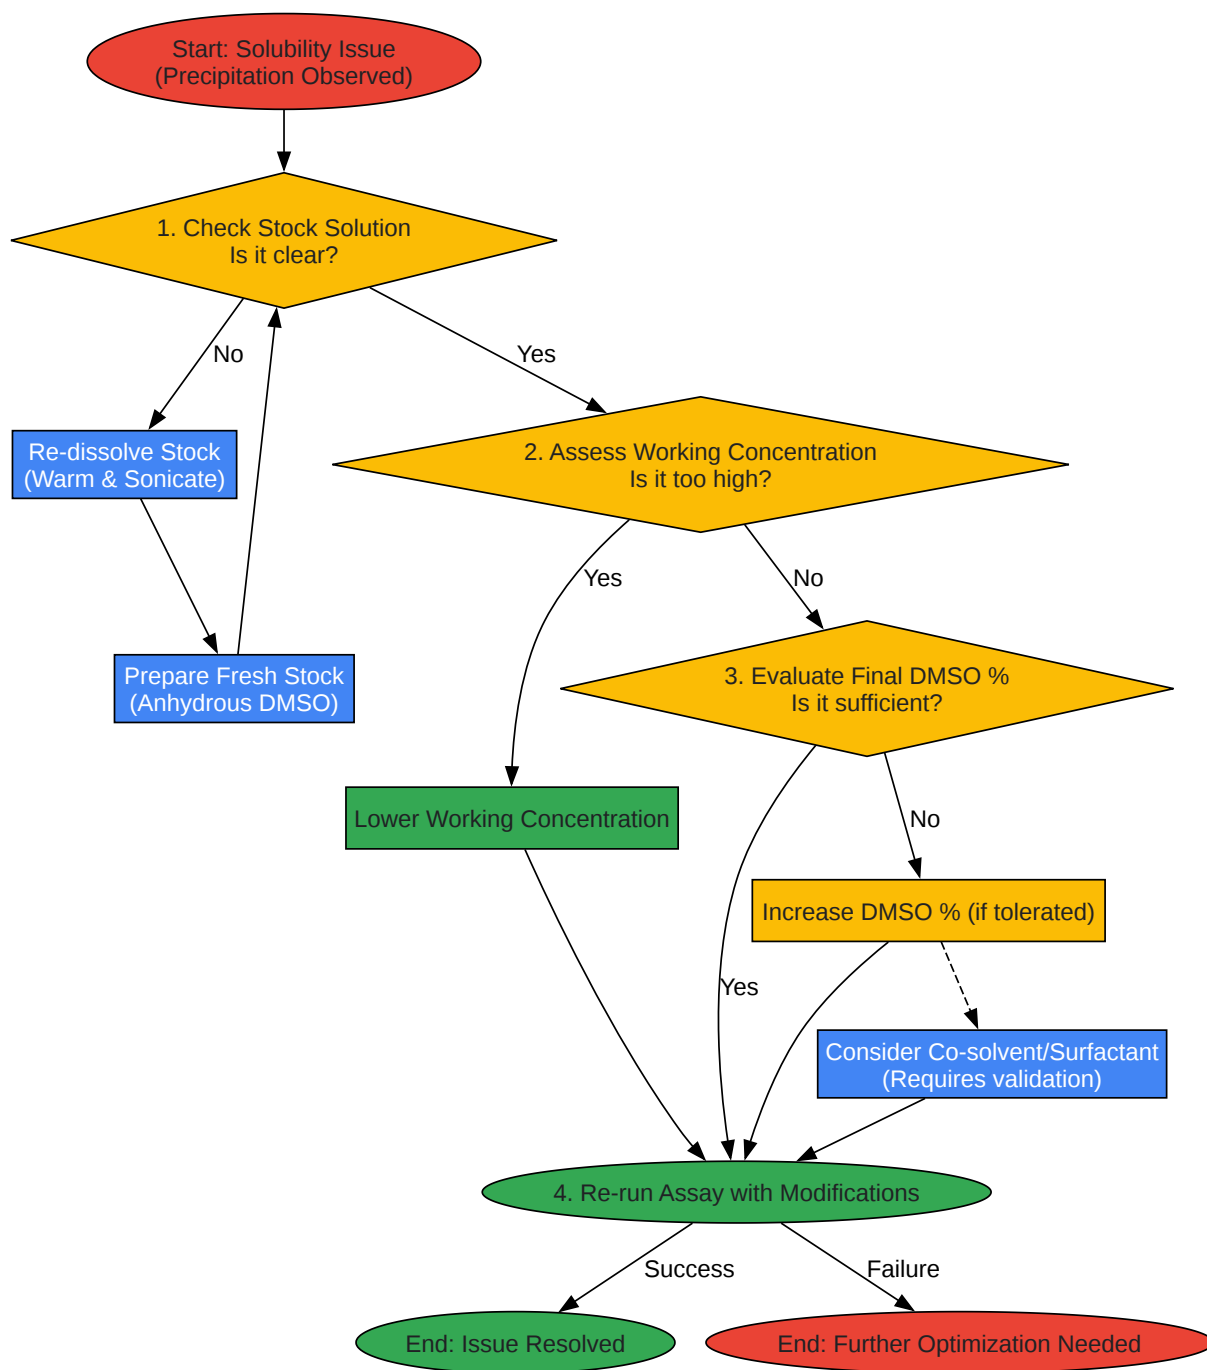 Start: Solubility Issue
(Precipitation Observed)
1. Check Stock Solution
Is it clear?
No
Yes
Re-dissolve Stock
(Warm & Sonicate)
2. Assess Working Concentration
Is it too high?
Yes
No
Prepare Fresh Stock
(Anhydrous DMSO)
3. Evaluate Final DMSO %
Is it sufficient?
Lower Working Concentration
No
Increase DMSO % (if tolerated)
Yes
Consider Co-solvent/Surfactant
(Requires validation)
4. Re-run Assay with Modifications
Success
Failure
End: Issue Resolved
End: Further Optimization Needed